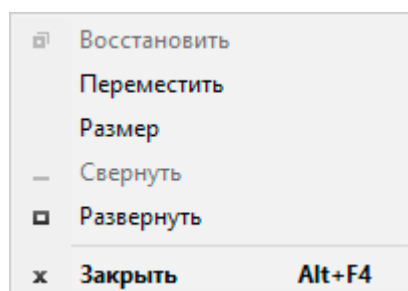 Восстановить
Переместить
Размер
Свернуть
Развернуть
Закрыть Alt+F4